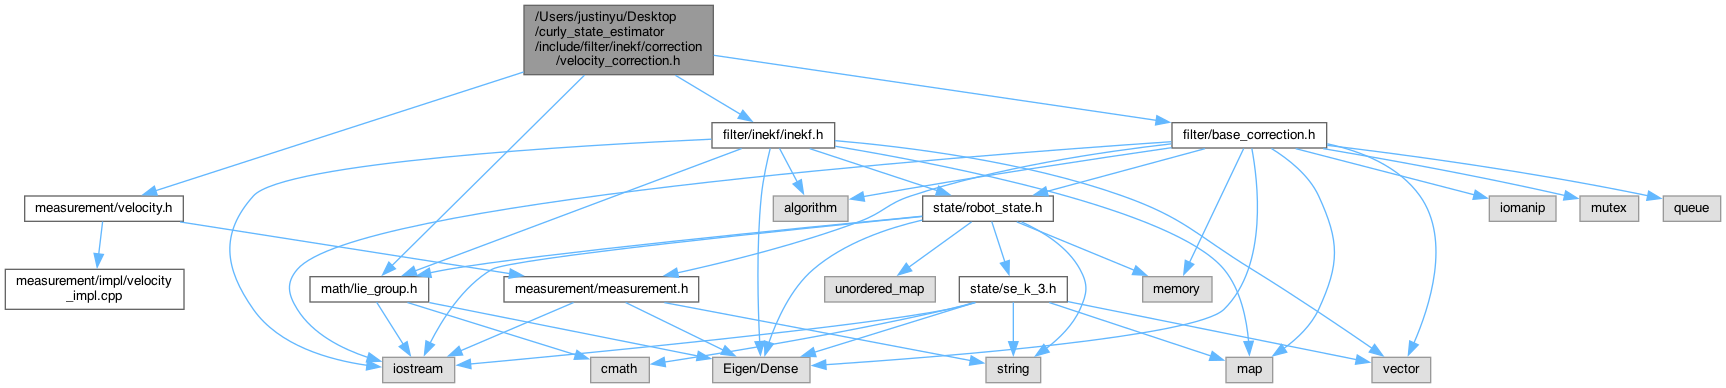 /Users/justinyu/Desktop
/curly_state_estimator
/include/filter/inekf/correction
/velocity_correction.h
filter/inekf/inekf.h
filter/base_correction.h
measurement/velocity.h
algorithm
state/robot_state.h
iomanip
mutex
queue
measurement/impl/velocity
_impl.cpp
math/lie_group.h
measurement/measurement.h
unordered_map
state/se_k_3.h
memory
iostream
cmath
Eigen/Dense
string
map
vector